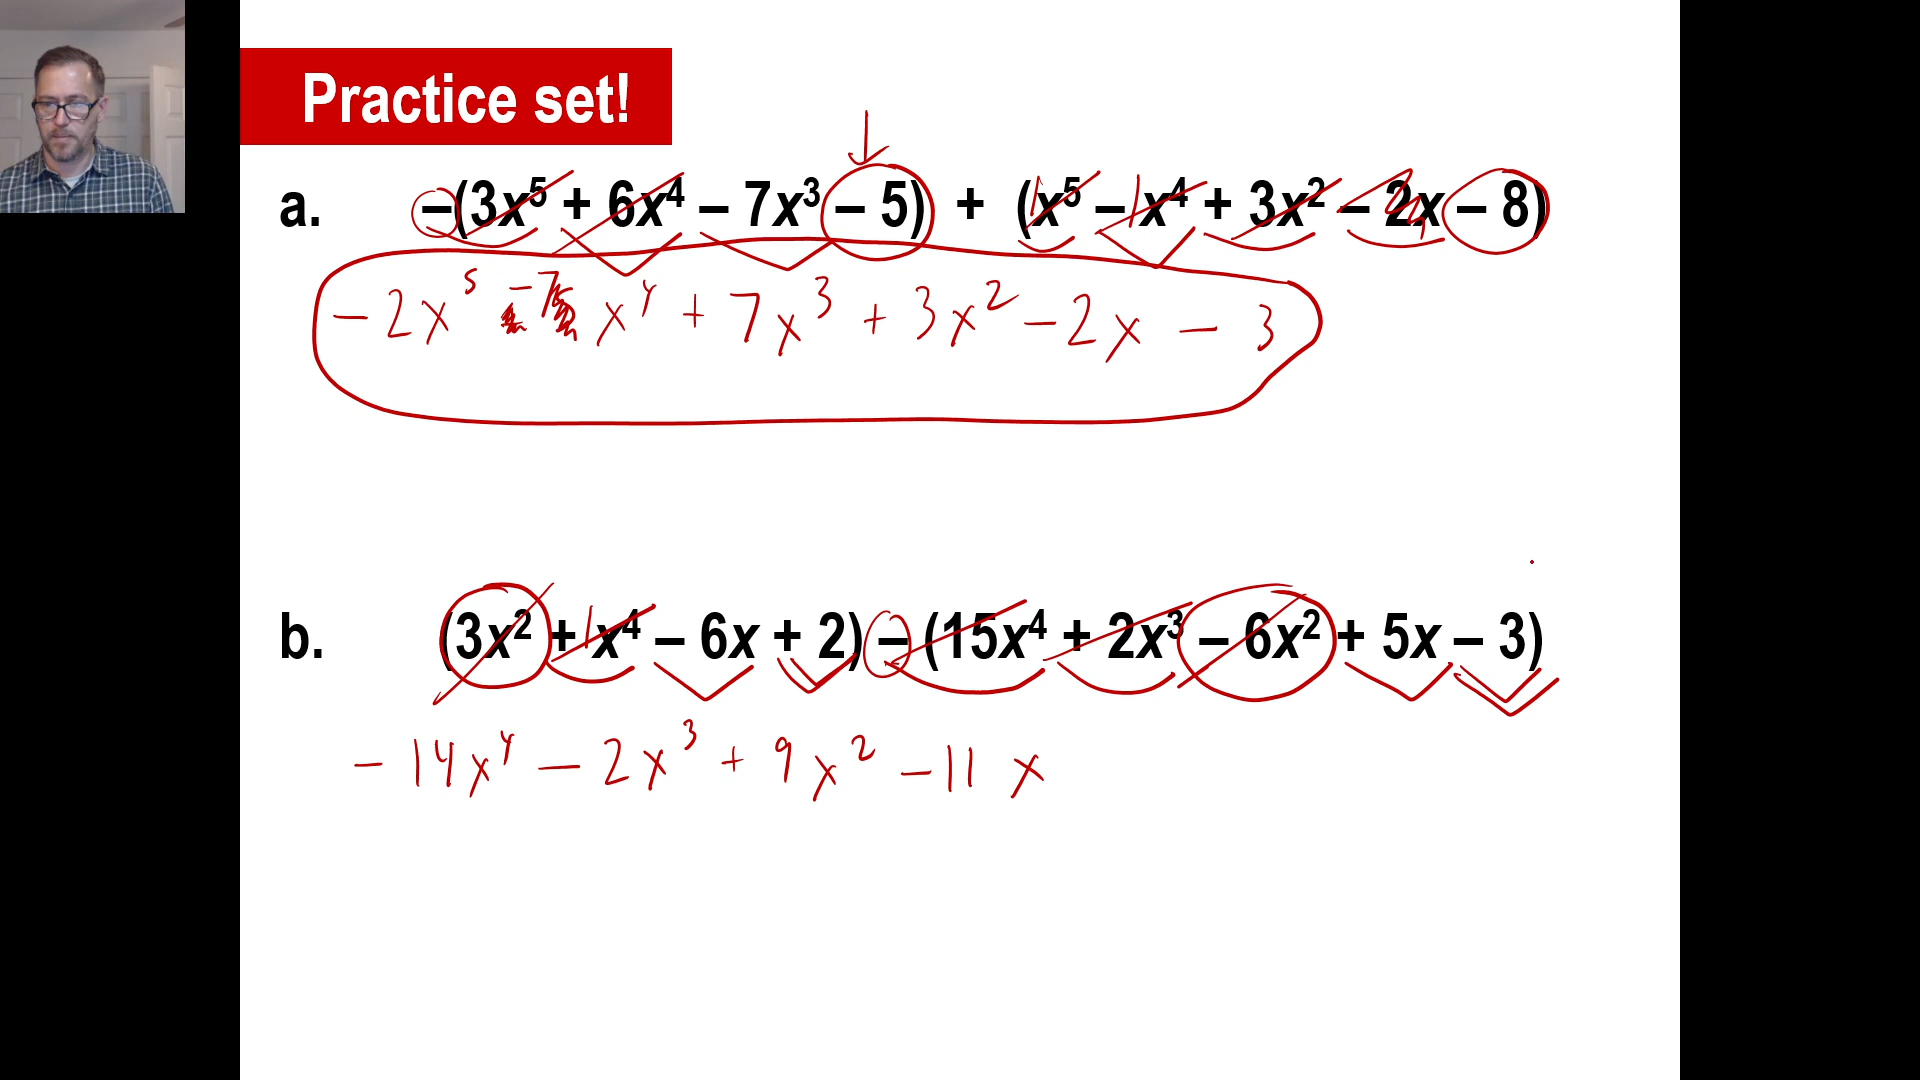 Practice set!
a. –(3x⁵ + 6x⁴ – 7x³ – 5) + (x⁵ – x⁴ + 3x² – 2x – 8)
- 2x⁵ - 7x⁴ + 7x³ + 3x² - 2x - 3
b. (3x² + x⁴ – 6x + 2) – (15x⁴ + 2x³ – 6x² + 5x – 3)
- 14x⁴ - 2x³ + 9x² - 11x